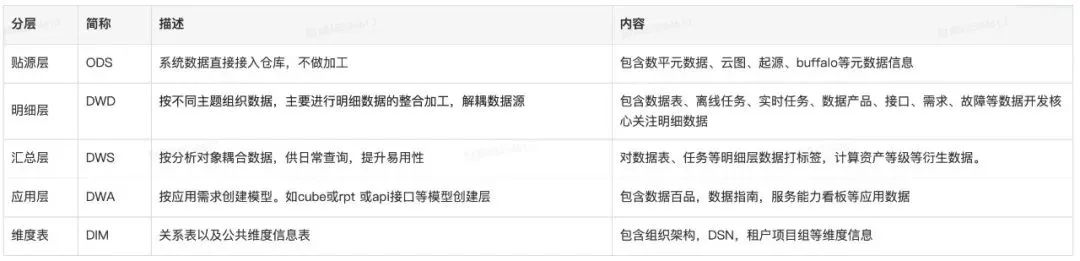 分层 简称 描述 内容
贴源层 ODS 系统数据直接接入仓库，不做加工 包含数平元数据、云图、起源、buffalo等元数据信息
明细层 DWD 按不同主题组织数据，主要进行明细数据的整合加工，解耦数据源 包含数据表、离线任务、实时任务、数据产品、接口、需求、故障等数据开发核
心关注明细数据
汇总层 DWS 按分析对象耦合数据，供日常查询，提升易用性 对数据表、任务等明细层数据打标签，计算资产等级等衍生数据。
应用层 DWA 按应用需求创建模型。如cube或rpt 或api接口等模型创建层 包含数据百品，数据指南，服务能力看板等应用数据
维度表 DIM 关系表以及公共维度信息表 包含组织架构，DSN，租户项目组等维度信息